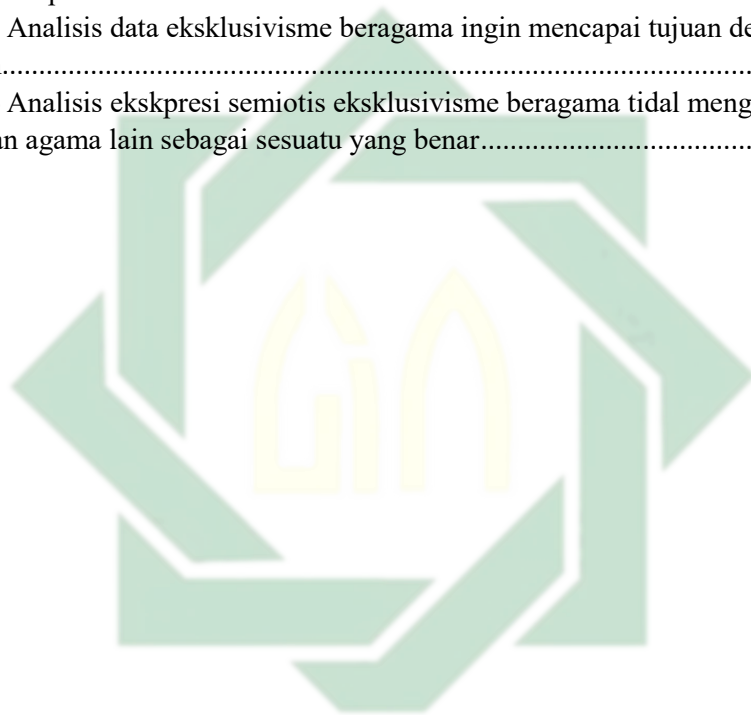 Analisis data eksklusivisme beragama ingin mencapai tujuan de
Analisis ekskpresi semiotis eksklusivisme beragama tidal meng
an agama lain sebagai sesuatu yang benar
UIN